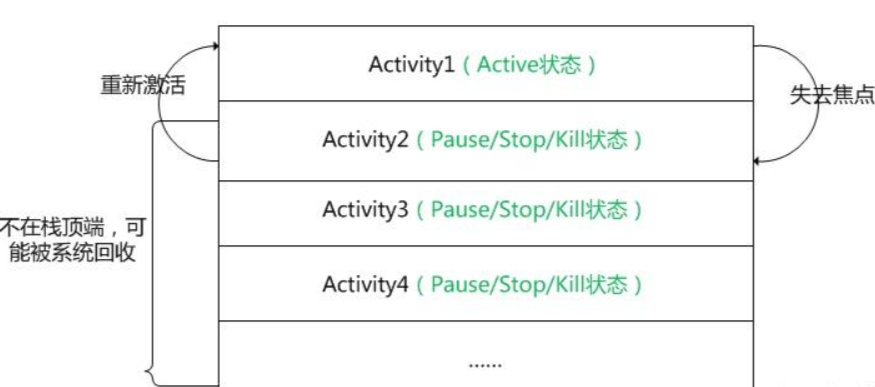 Activity1（Active状态）
重新激活
失去焦点
Activity2（Pause/Stop/Kill状态）
Activity3（Pause/Stop/Kill状态）
不在栈顶端，可
能被系统回收
Activity4（Pause/Stop/Kill状态）
......